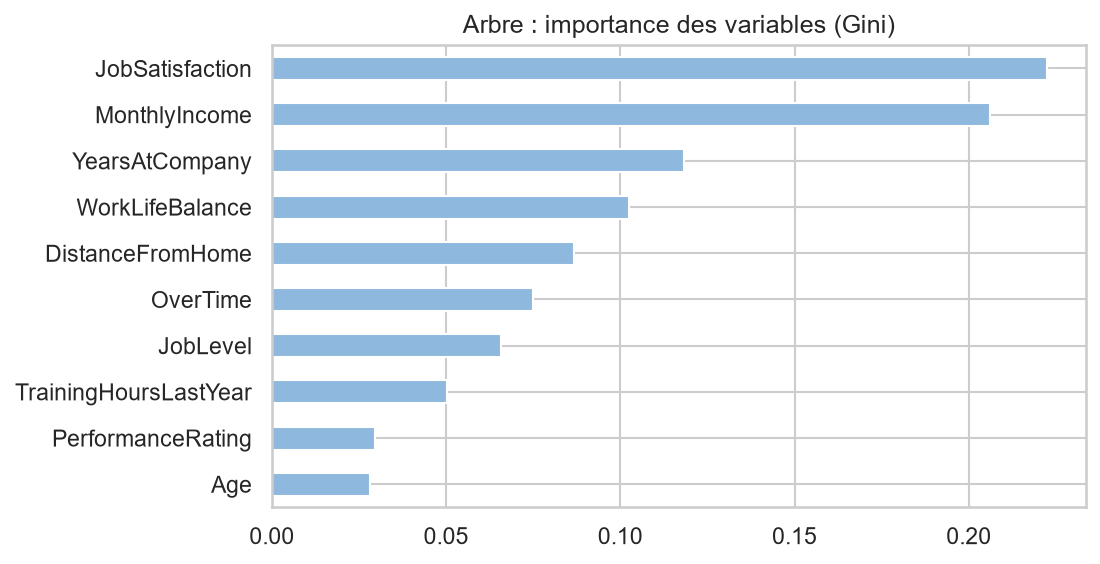 Arbre : importance des variables (Gini)
JobSatisfaction
MonthlyIncome
YearsAtCompany
WorkLifeBalance
DistanceFromHome
OverTime
JobLevel
TrainingHoursLastYear
PerformanceRating
Age
0.00 0.05 0.10 0.15 0.20